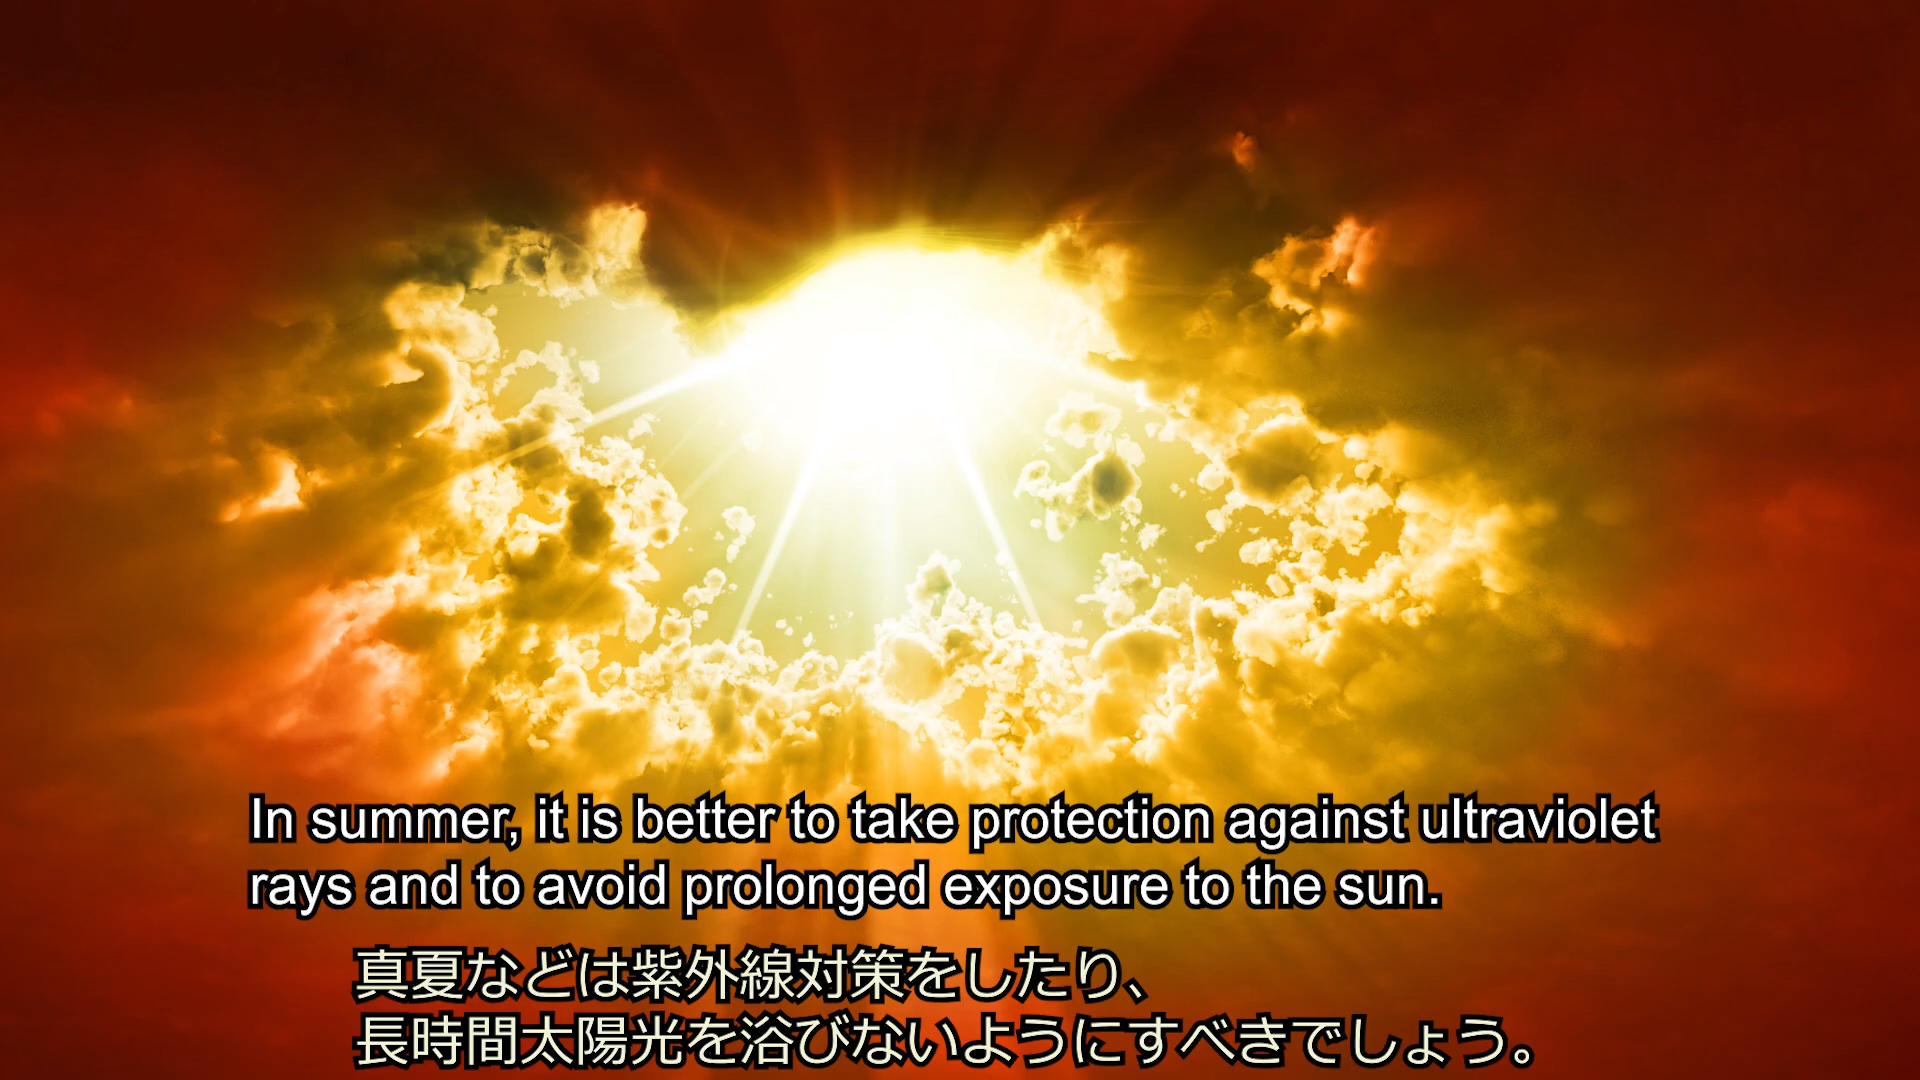 In summer, it is better to take protection against ultraviolet
rays and to avoid prolonged exposure to the sun.
真夏などは紫外線対策をしたり、
長時間太陽光を浴びないようにすべきでしょう。